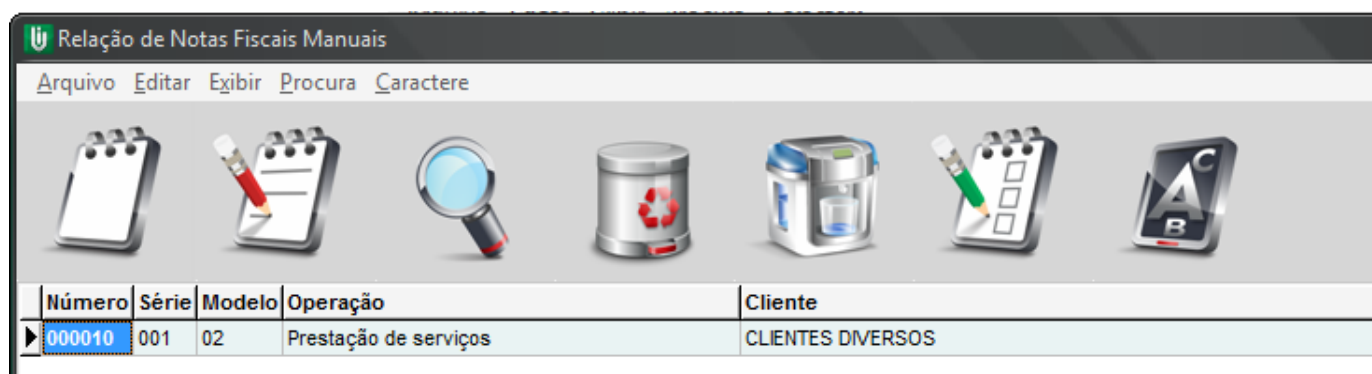 Relação de Notas Fiscais Manuais
Arquivo Editar Exibir Procura Caractere
A C B
Número Série Modelo Operação Cliente
000010 001 02 Prestação de serviços CLIENTES DIVERSOS